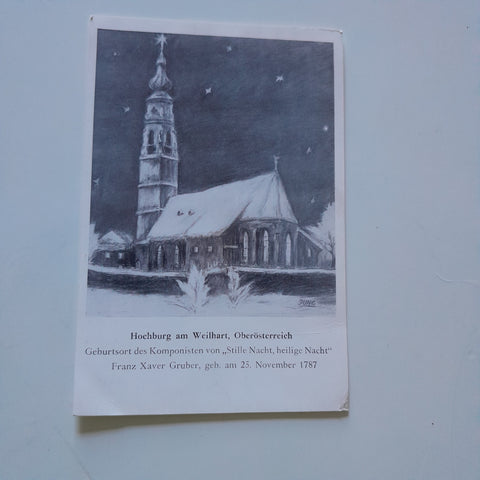 JUNG
Hochburg am Weilhart, Oberösterreich
Geburtsort des Komponisten von „Stille Nacht, heilige Nacht"
Franz Xaver Gruber, geb. am 25. November 1787